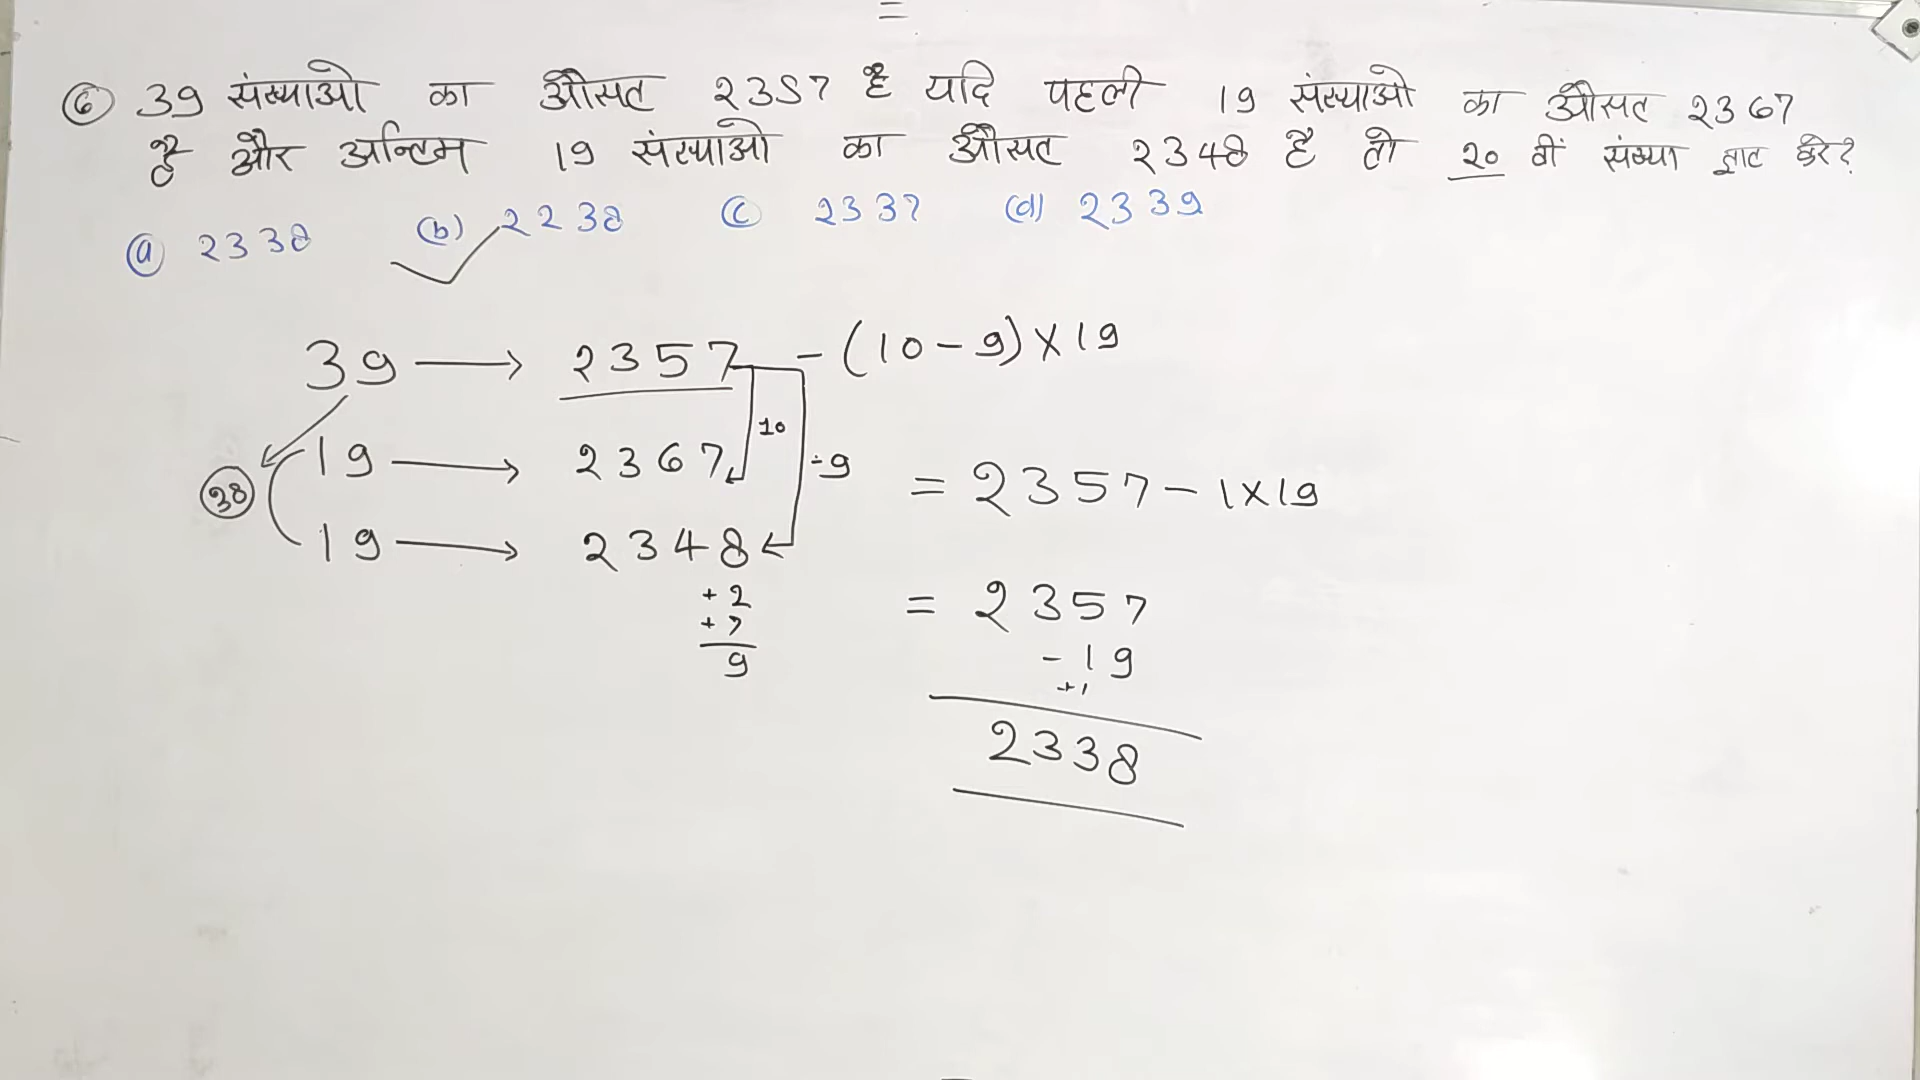 =
⑥ 39 संख्याओ का औसत 2357 है यदि पहली 19 संख्याओ का औसत 2367
है और अन्तिम 19 संख्याओ का औसत 2348 है तो 20 वीं संख्या ज्ञात करे?
ⓐ 2338 (b) 2238 ⓒ 2337 (d) 2339
39 → 2357 - (10-9)×19
10
19 → 2367
38
-9
= 2357 - 1×19
19 → 2348
+2
+7
9
= 2357
-19
+1
2338